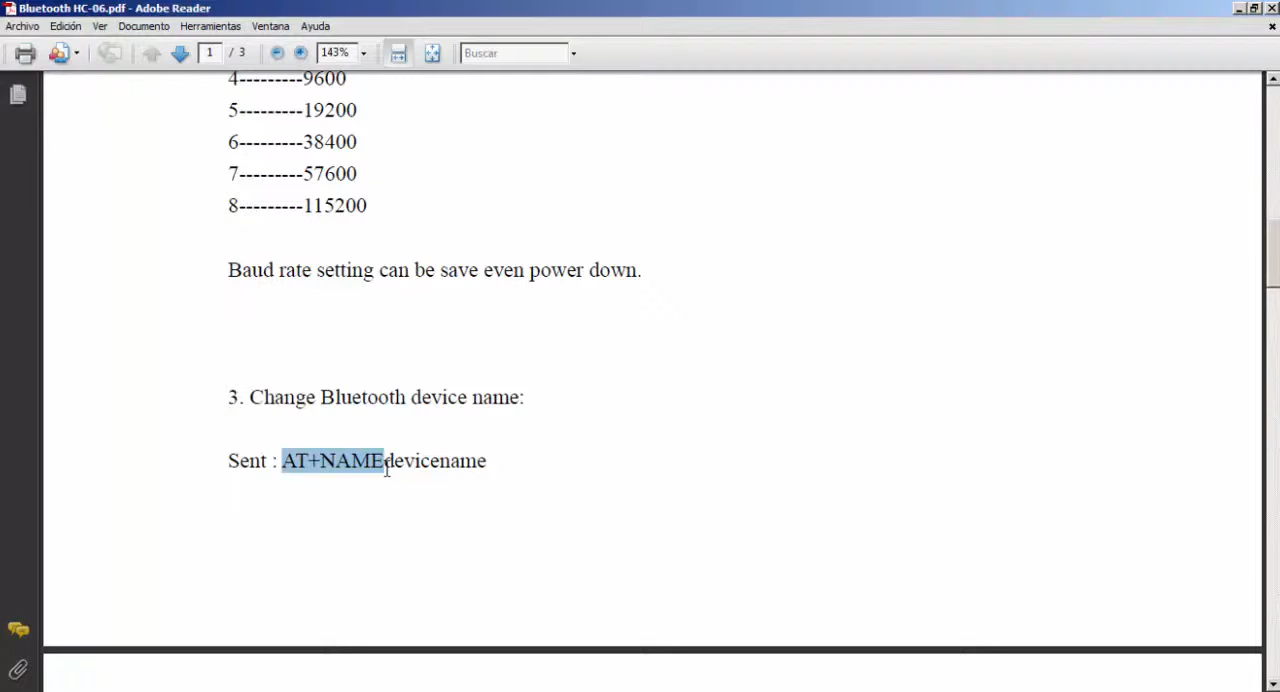 Bluetooth HC-06.pdf - Adobe Reader
Archivo Edición Ver Documento Herramientas Ventana Ayuda
1 / 3 143% Buscar
4---------9600
5---------19200
6---------38400
7---------57600
8---------115200
Baud rate setting can be save even power down.
3. Change Bluetooth device name:
Sent : AT+NAMEdevicename